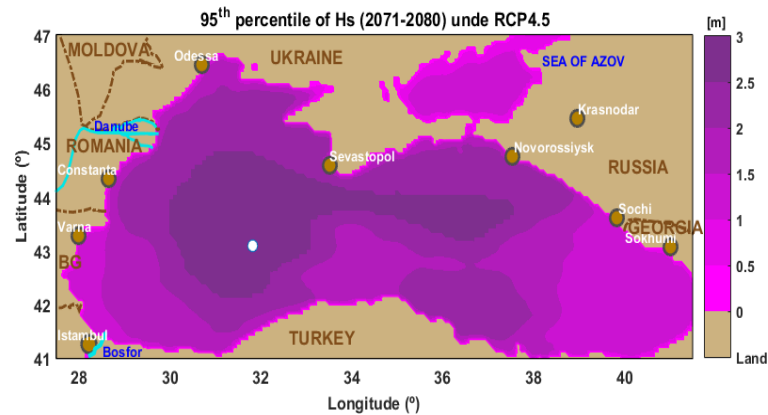 95th percentile of Hs (2071-2080) unde RCP4.5
[m]
47
46
45
44
43
42
41
Latitude (º)
MOLDOVA
Odessa
UKRAINE
SEA OF AZOV
Krasnodar
Danube
ROMANIA
Constanta
Sevastopol
Novorossiysk
RUSSIA
Sochi
GEORGIA
Sokhumi
Varna
BG
Istambul
Bosfor
TURKEY
28 30 32 34 36 38 40
Longitude (º)
3
2.5
2
1.5
1
0.5
0
Land